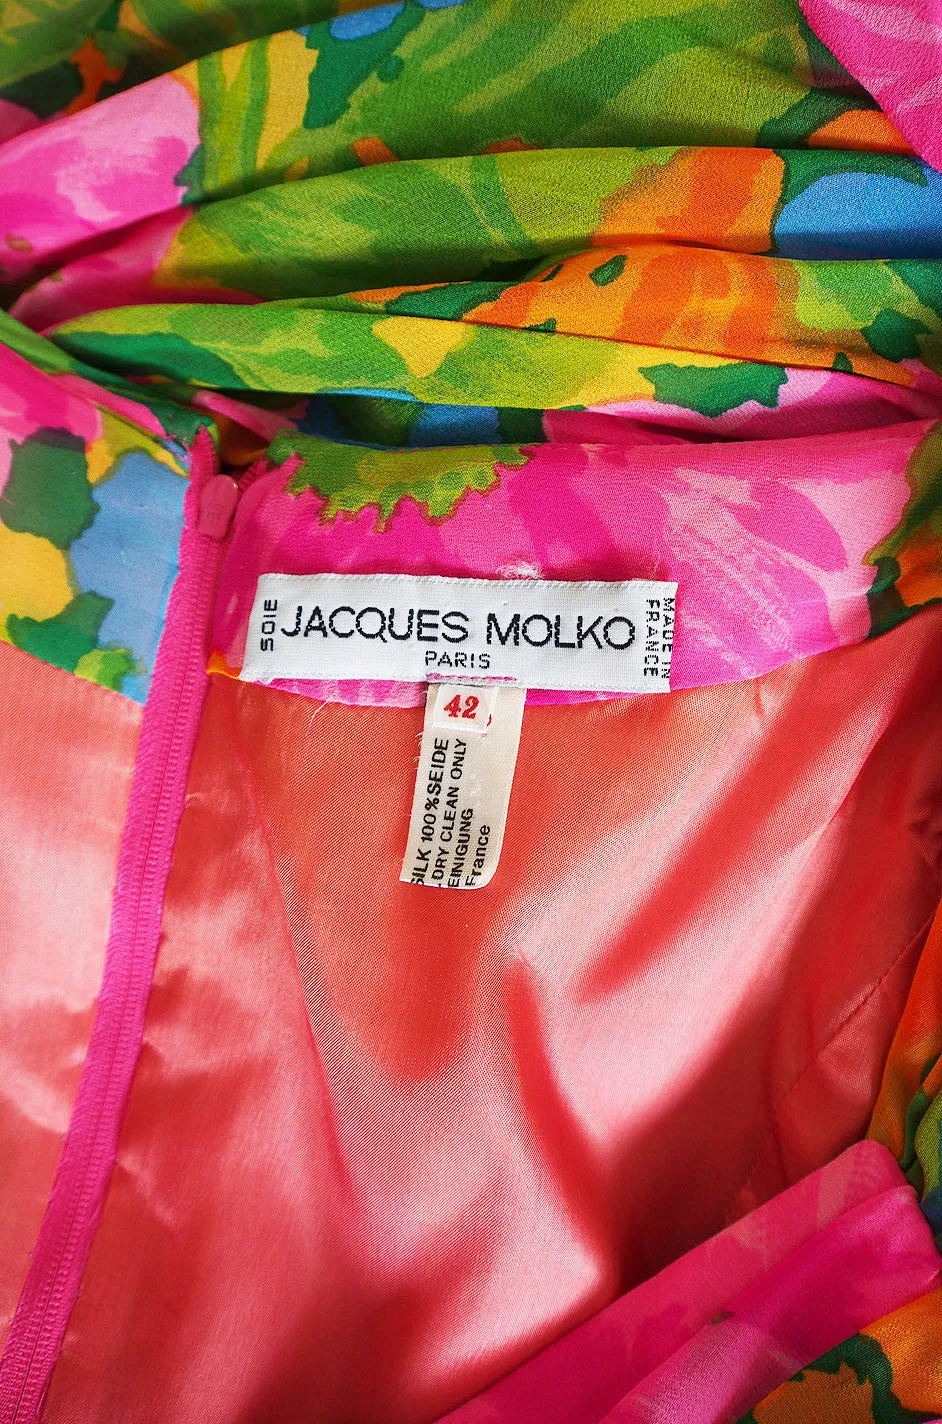 SOIE
JACQUES MOLKO
PARIS
MADE IN
FRANCE
42
SILK 100%SEIDE
DRY CLEAN ONLY
EINIGUNG
France